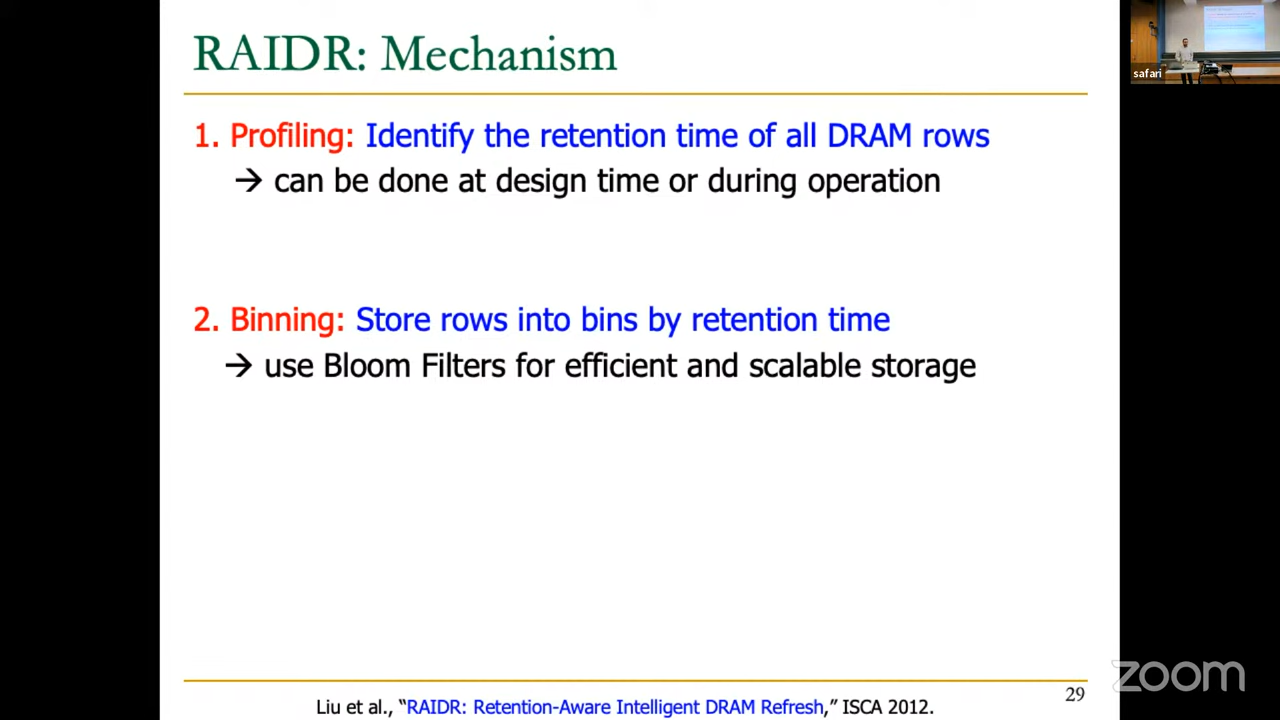 RAIDR: Mechanism
safari
1. Profiling: Identify the retention time of all DRAM rows
→ can be done at design time or during operation
2. Binning: Store rows into bins by retention time
→ use Bloom Filters for efficient and scalable storage
zoom
29
Liu et al., “RAIDR: Retention-Aware Intelligent DRAM Refresh,” ISCA 2012.